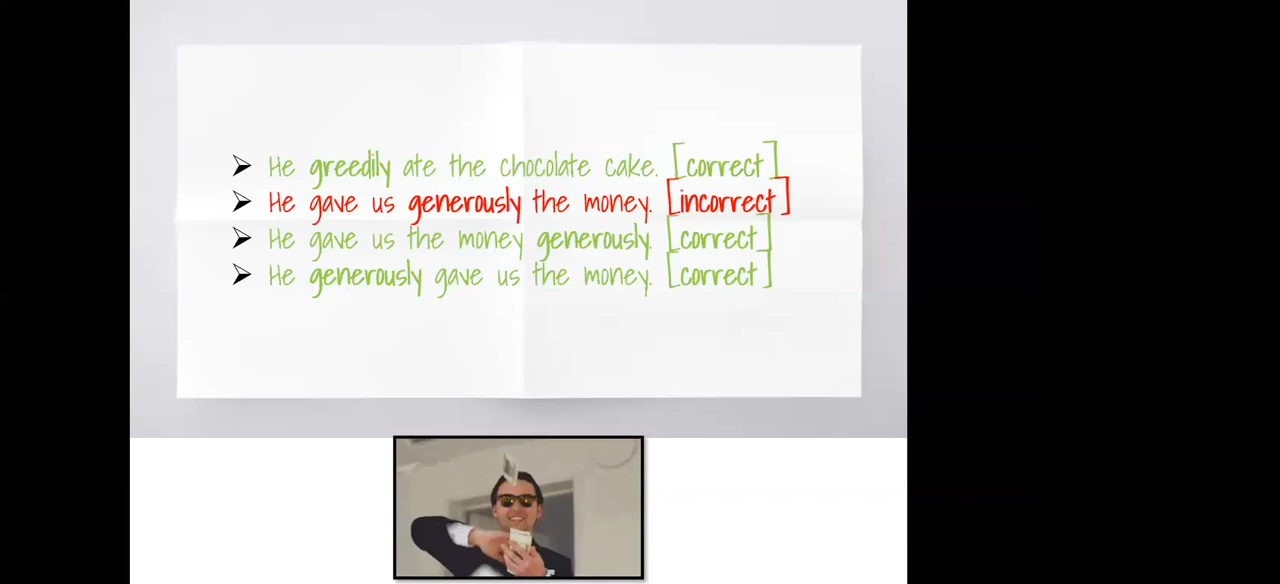 He greedily ate the chocolate cake. [correct]
He gave us generously the money. [incorrect]
He gave us the money generously. [correct]
He generously gave us the money. [correct]